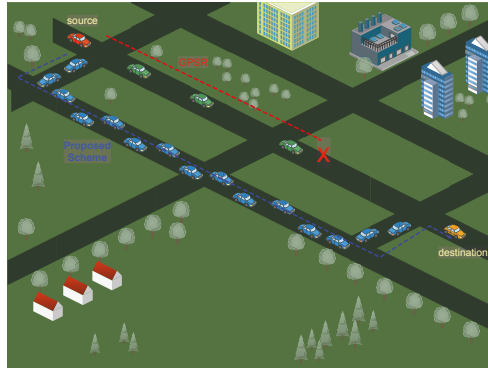 source
GPSR
Proposed
Scheme
X
destination